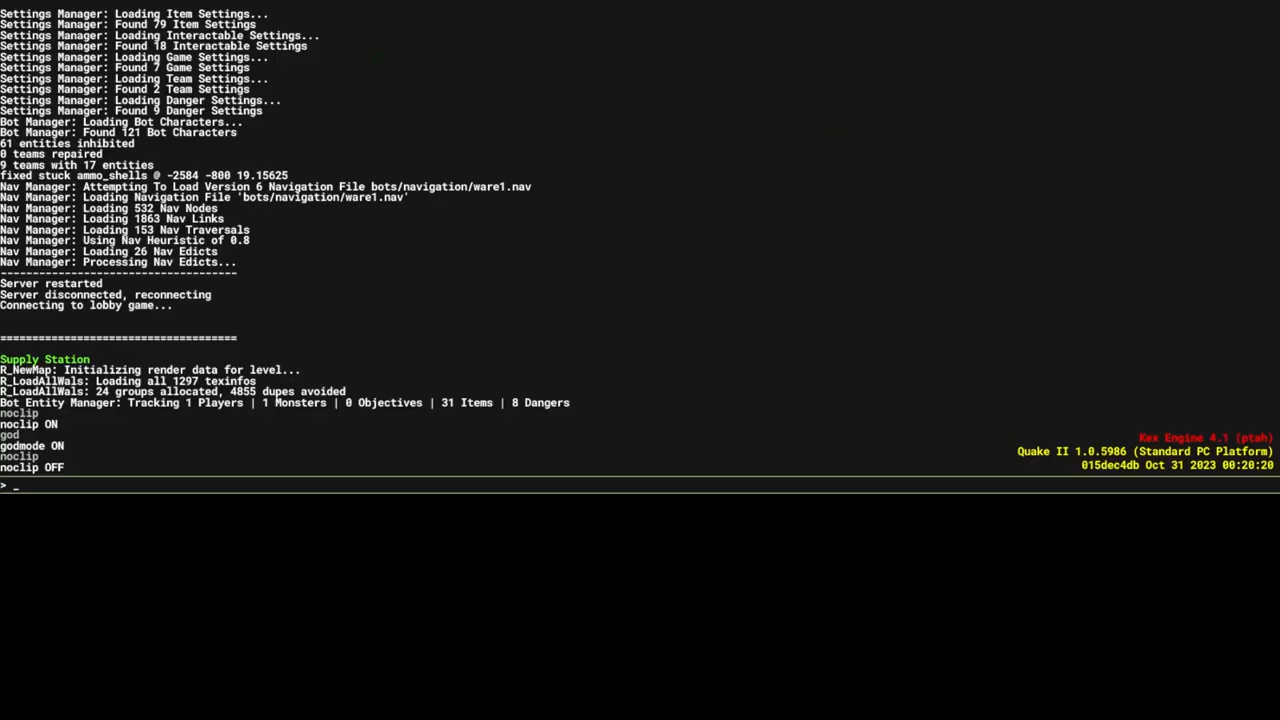 Settings Manager: Loading Item Settings...
Settings Manager: Found 79 Item Settings
Settings Manager: Loading Interactable Settings...
Settings Manager: Found 18 Interactable Settings
Settings Manager: Loading Game Settings...
Settings Manager: Found 7 Game Settings
Settings Manager: Loading Team Settings...
Settings Manager: Found 2 Team Settings
Settings Manager: Loading Danger Settings...
Settings Manager: Found 9 Danger Settings
Bot Manager: Loading Bot Characters...
Bot Manager: Found 121 Bot Characters
61 entities inhibited
0 teams repaired
9 teams with 17 entities
fixed stuck ammo_shells @ -2584 -800 19.15625
Nav Manager: Attempting To Load Version 6 Navigation File bots/navigation/ware1.nav
Nav Manager: Loading Navigation File 'bots/navigation/ware1.nav'
Nav Manager: Loading 532 Nav Nodes
Nav Manager: Loading 1863 Nav Links
Nav Manager: Loading 153 Nav Traversals
Nav Manager: Using Nav Heuristic of 0.8
Nav Manager: Loading 26 Nav Edicts
Nav Manager: Processing Nav Edicts...
-------------------------------------
Server restarted
Server disconnected, reconnecting
Connecting to lobby game...
=====================================
Supply Station
R_NewMap: Initializing render data for level...
R_LoadAllWals: Loading all 1297 texinfos
R_LoadAllWals: 24 groups allocated, 4855 dupes avoided
Bot Entity Manager: Tracking 1 Players | 1 Monsters | 0 Objectives | 31 Items | 8 Dangers
noclip
noclip ON
god
godmode ON
noclip
noclip OFF
Kex Engine 4.1 (ptah)
Quake II 1.0.5986 (Standard PC Platform)
015dec4db Oct 31 2023 00:20:20
> _